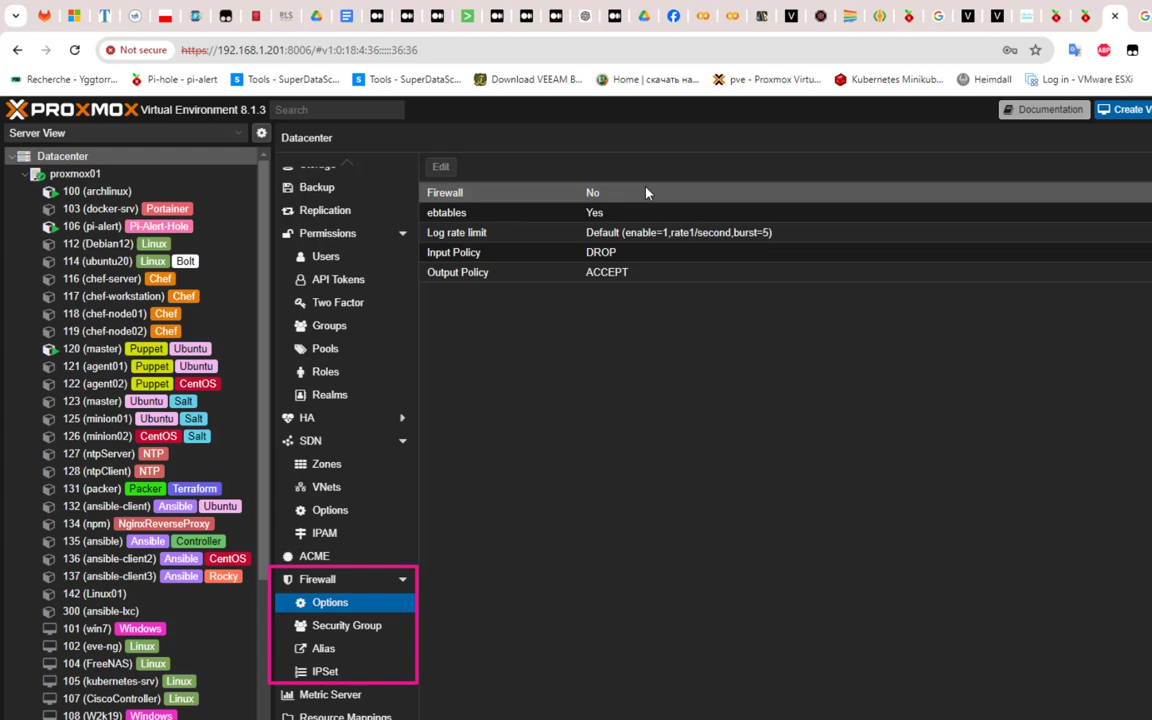 BLS
Not secure
https://192.168.1.201:8006/#v1:0:18:4:36:::::36:36
Recherche - Yggtorr...
Pi-hole - pi-alert
Tools - SuperDataSc...
Tools - SuperDataSc...
Download VEEAM B...
Home | скачать на...
pve - Proxmox Virtu...
Kubernetes Minikub...
Heimdall
Log in - VMware ESXi
PROXMOX Virtual Environment 8.1.3
Search
Documentation
Create V
Server View
Datacenter
Datacenter
proxmox01
100 (archlinux)
103 (docker-srv) Portainer
106 (pi-alert) Pi-Alert-Hole
112 (Debian12) Linux
114 (ubuntu20) Linux Bolt
116 (chef-server) Chef
117 (chef-workstation) Chef
118 (chef-node01) Chef
119 (chef-node02) Chef
120 (master) Puppet Ubuntu
121 (agent01) Puppet Ubuntu
122 (agent02) Puppet CentOS
123 (master) Ubuntu Salt
125 (minion01) Ubuntu Salt
126 (minion02) CentOS Salt
127 (ntpServer) NTP
128 (ntpClient) NTP
131 (packer) Packer Terraform
132 (ansible-client) Ansible Ubuntu
134 (npm) NginxReverseProxy
135 (ansible) Ansible Controller
136 (ansible-client2) Ansible CentOS
137 (ansible-client3) Ansible Rocky
142 (Linux01)
300 (ansible-lxc)
101 (win7) Windows
102 (eve-ng) Linux
104 (FreeNAS) Linux
105 (kubernetes-srv) Linux
107 (CiscoController) Linux
108 (W2k19) Windows
Storage
Backup
Replication
Permissions
Users
API Tokens
Two Factor
Groups
Pools
Roles
Realms
HA
SDN
Zones
VNets
Options
IPAM
ACME
Firewall
Options
Security Group
Alias
IPSet
Metric Server
Resource Mappings
Edit
Firewall No
ebtables Yes
Log rate limit Default (enable=1,rate1/second,burst=5)
Input Policy DROP
Output Policy ACCEPT